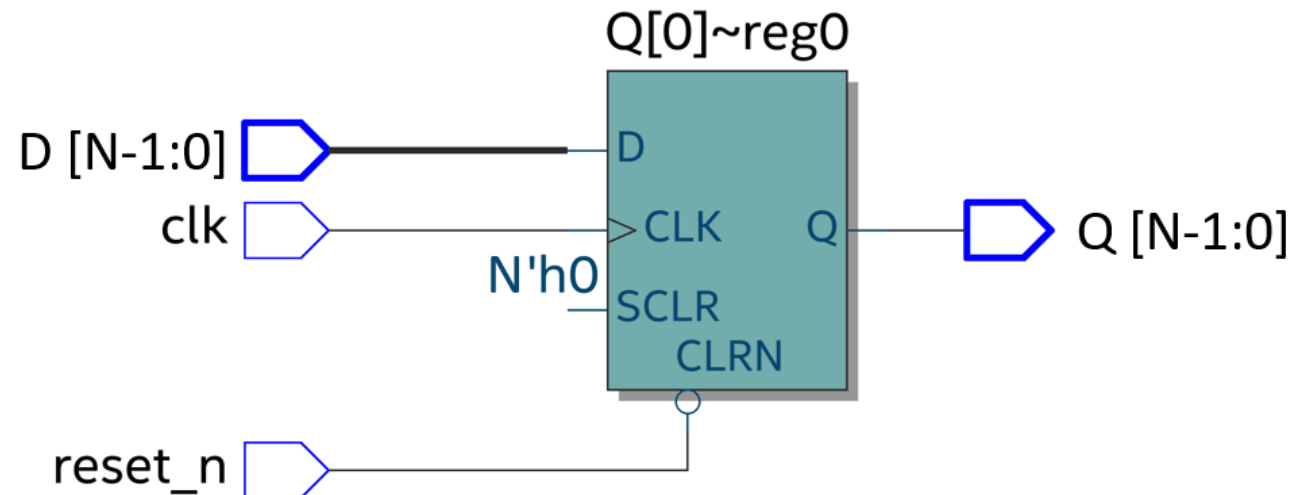 Q[0]~reg0
D [N-1:0]
D
clk
CLK
Q
Q [N-1:0]
N'h0
SCLR
CLRN
reset_n